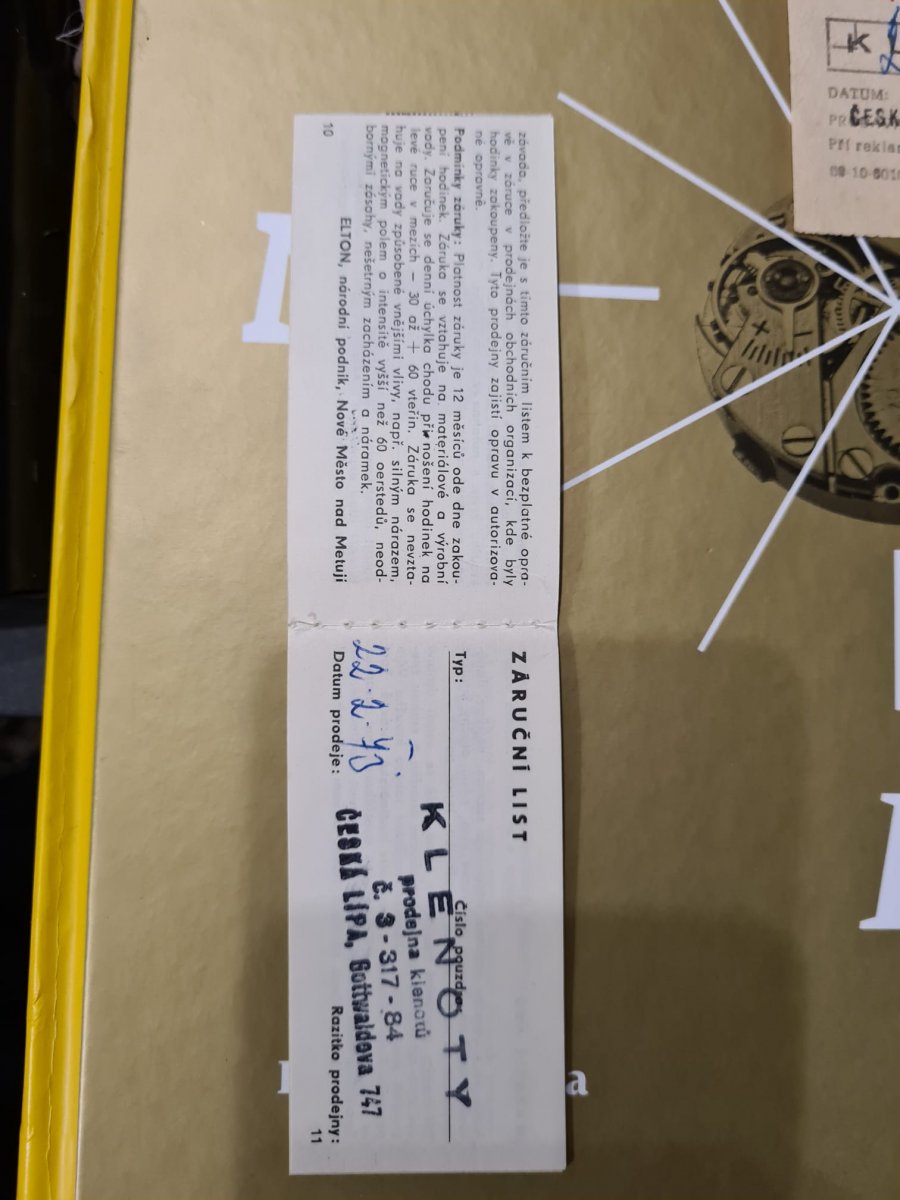 závada, předložte je s tímto záručním listem k bezplatné opra-
vě v záruce v prodejnách obchodních organizací, kde byly
hodinky zakoupeny. Tyto prodejny zajistí opravu v autorizova-
né opravně.
Podmínky záruky: Platnost záruky je 12 měsíců ode dne zakou-
pení hodinek. Záruka se vztahuje na materiálové a výrobní
vady. Zaručuje se denní úchylka chodu při nošení hodinek na
levé ruce v mezích — 30 až + 60 vteřin. Záruka se nevzta-
huje na vady způsobené vnějšími vlivy, např. silným nárazem,
magnetickým polem o intensitě vyšší než 60 oerstedů, neod-
bornými zásahy, nešetrným zacházením a náramek.
ELTON, národní podnik, Nové Město nad Metují
10
ZÁRUČNÍ LIST
Typ:
Číslo pouzdra:
KLENOTY
prodejna klenotů
č. 3-317-84
ČESKÁ LÍPA, Gottwaldova 747
22.2.73
Datum prodeje:
Razítko prodejny:
11
K
DATUM:
ČESK
Při rekla
a